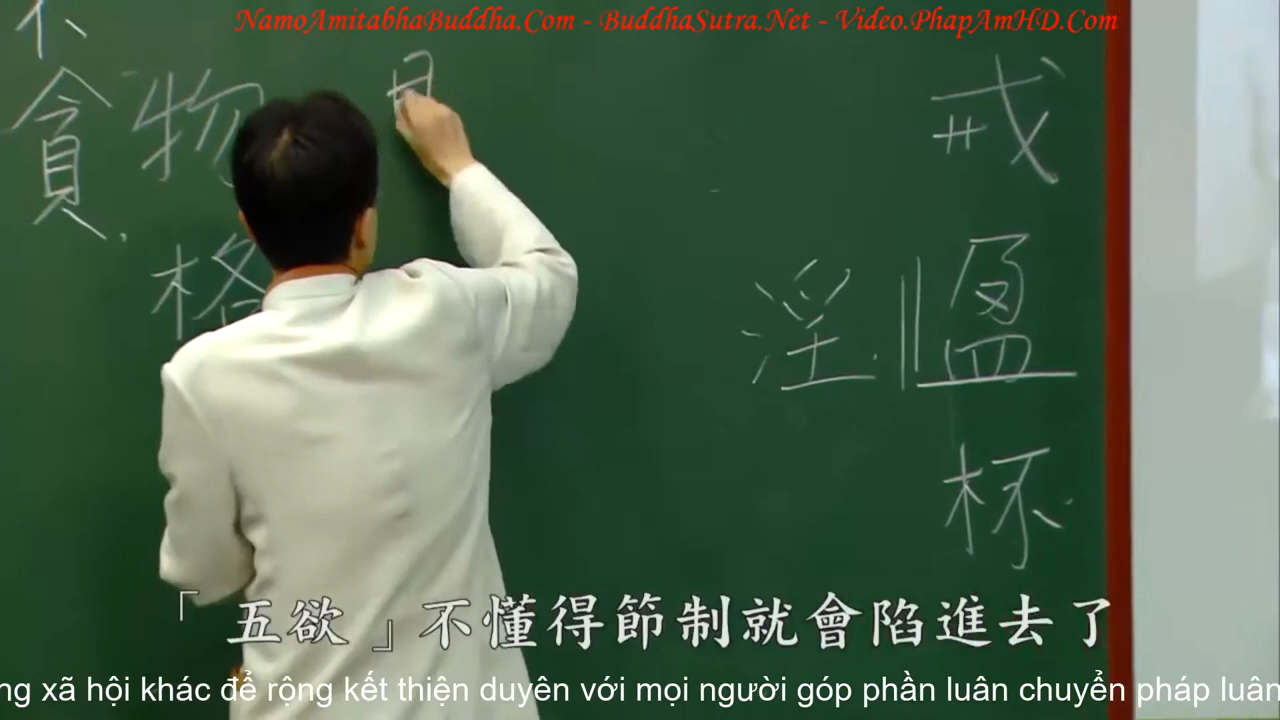 NamoAmitabhaBuddha.Com - BuddhaSutra.Net - Video.PhapAmHD.Com
戒
盈
杯
淫
物
格
不
貪
「五欲」不懂得節制就會陷進去了
ng xã hội khác để rộng kết thiện duyên với mọi người góp phần luân chuyển pháp luân